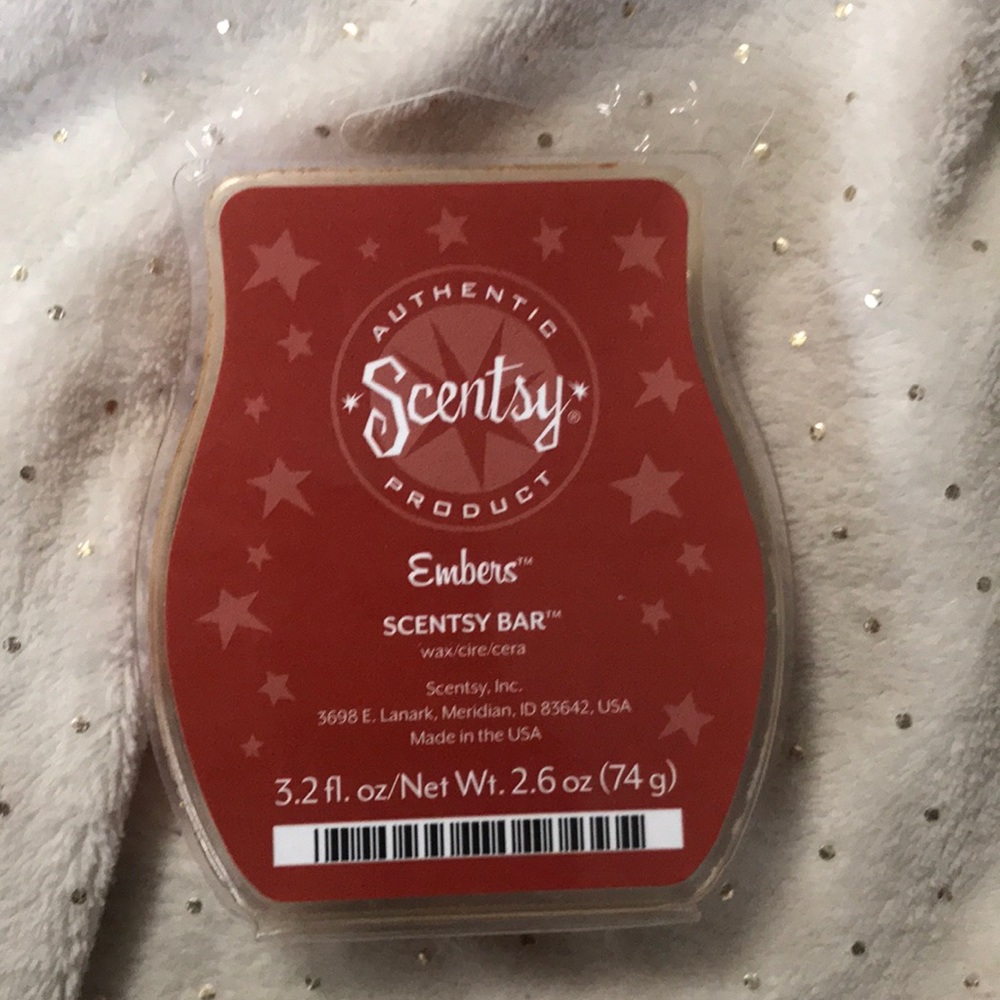 AUTHENTIC
Scentsy®
PRODUCT
Embers™
SCENTSY BAR™
wax/cire/cera
Scentsy, Inc.
3698 E. Lanark, Meridian, ID 83642, USA
Made in the USA
3.2 fl. oz/Net Wt. 2.6 oz (74 g)